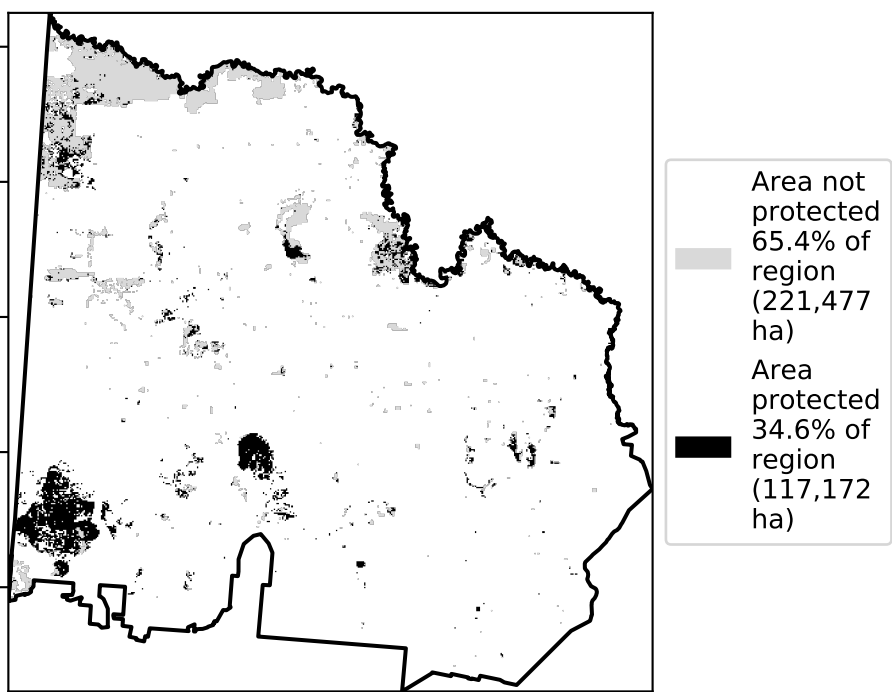 Area not
protected
65.4% of
region
(221,477
ha)
Area
protected
34.6% of
region
(117,172
ha)